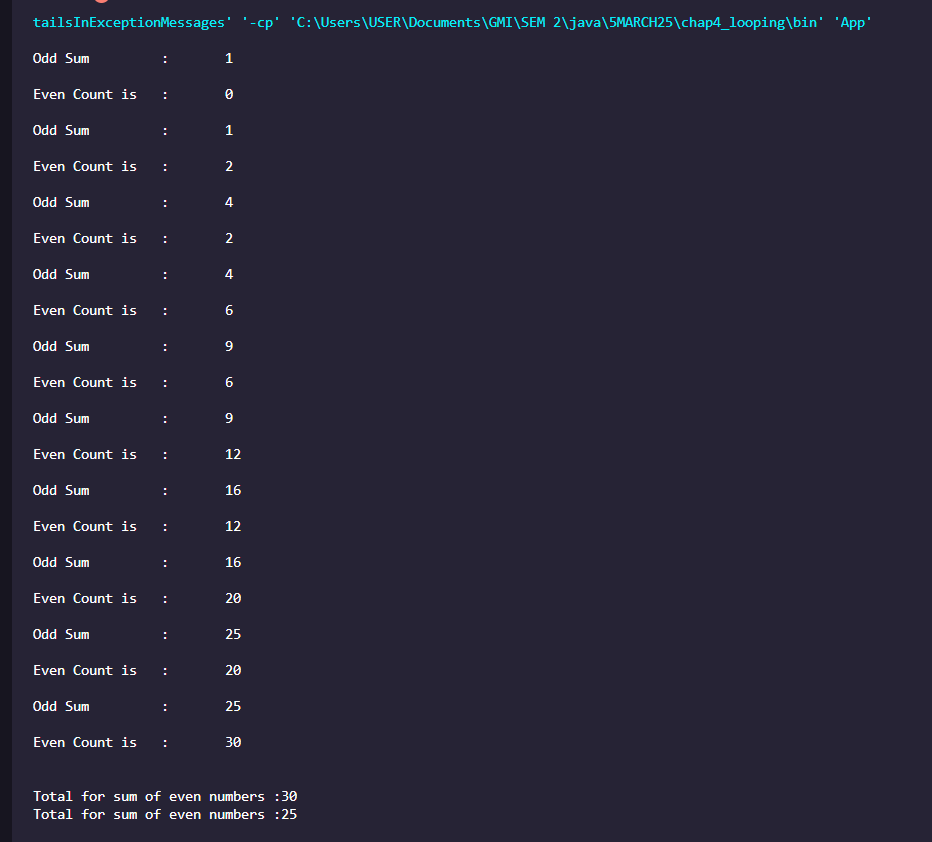 tailsInExceptionMessages' '-cp' 'C:\Users\USER\Documents\GMI\SEM 2\java\5MARCH25\chap4_looping\bin' 'App'
Odd Sum : 1
Even Count is : 0
Odd Sum : 1
Even Count is : 2
Odd Sum : 4
Even Count is : 2
Odd Sum : 4
Even Count is : 6
Odd Sum : 9
Even Count is : 6
Odd Sum : 9
Even Count is : 12
Odd Sum : 16
Even Count is : 12
Odd Sum : 16
Even Count is : 20
Odd Sum : 25
Even Count is : 20
Odd Sum : 25
Even Count is : 30
Total for sum of even numbers :30
Total for sum of even numbers :25